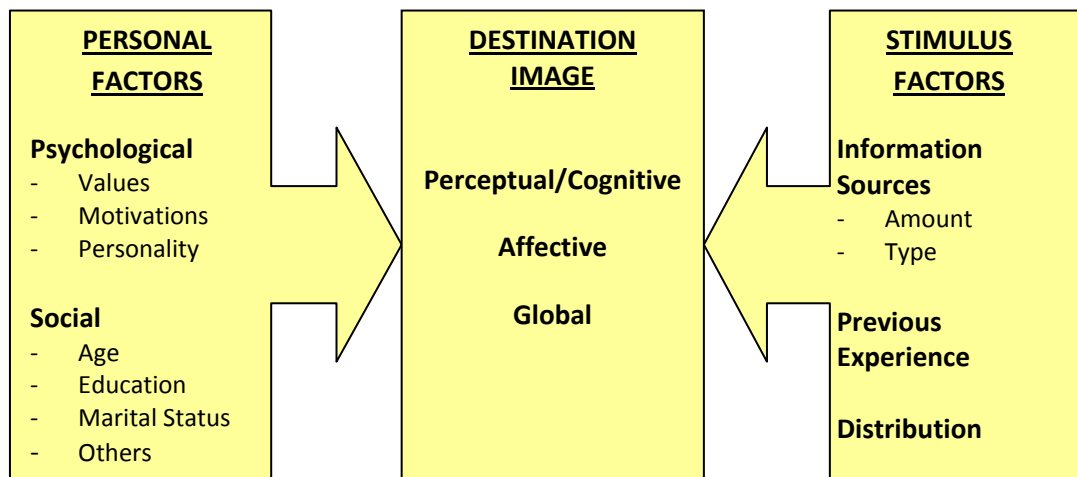 PERSONAL
FACTORS
Psychological
- Values
- Motivations
- Personality
Social
- Age
- Education
- Marital Status
- Others
DESTINATION
IMAGE
Perceptual/Cognitive
Affective
Global
STIMULUS
FACTORS
Information
Sources
- Amount
- Type
Previous
Experience
Distribution